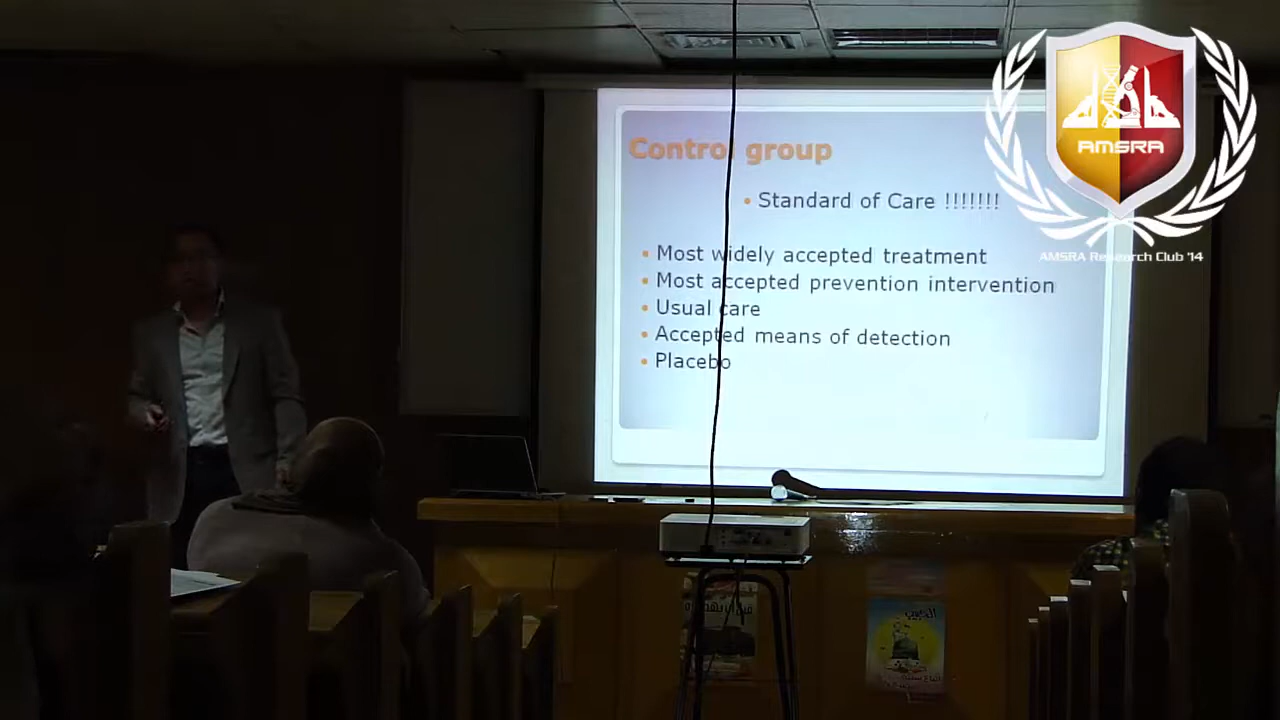 Control group
• Standard of Care !!!!!!!
• Most widely accepted treatment
• Most accepted prevention intervention
• Usual care
• Accepted means of detection
• Placebo
AMSRA
AMSRA Research Club '14